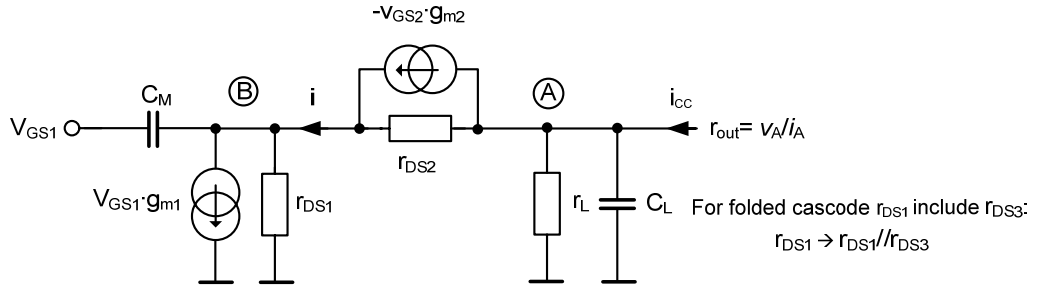 -vGS2·gm2
CM
B
i
A
iCC
VGS1
rout= vA/iA
rDS2
VGS1·gm1
rDS1
rL
CL
For folded cascode rDS1 include rDS3:
rDS1 → rDS1//rDS3